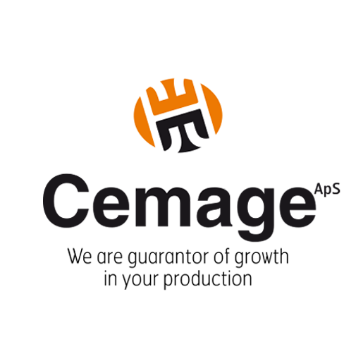 Cemage ApS
We are guarantor of growth
in your production